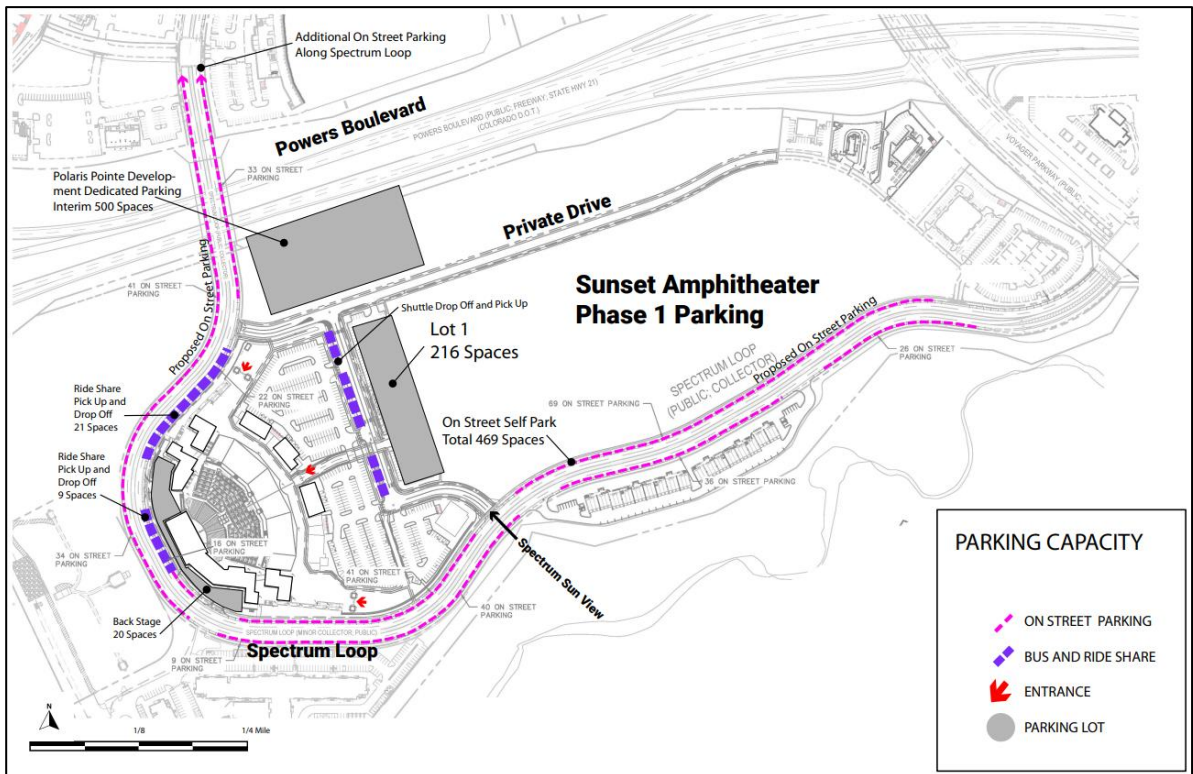 Additional On Street Parking
Along Spectrum Loop
Powers Boulevard
POWERS BOULEVARD (PUBLIC FREEWAY, STATE HWY 21)
(COLORADO D.O.T.)
VOYAGER PARKWAY (PUBLIC
33 ON STREET
PARKING
Polaris Pointe Develop-
ment Dedicated Parking
Interim 500 Spaces
Private Drive
41 ON STREET
PARKING
Proposed On Street Parking
Sunset Amphitheater
Phase 1 Parking
Shuttle Drop Off and Pick Up
Lot 1
216 Spaces
Proposed On Street Parking
SPECTRUM LOOP
(PUBLIC, COLLECTOR)
26 ON STREET
PARKING
Ride Share
Pick Up and
Drop Off
21 Spaces
22 ON STREET
PARKING
69 ON STREET PARKING
On Street Self Park
Total 469 Spaces
Ride Share
Pick Up and
Drop Off
9 Spaces
36 ON STREET PARKING
34 ON STREET
PARKING
16 ON STREET
PARKING
Spectrum Sun View
41 ON STREET
PARKING
40 ON STREET
PARKING
Back Stage
20 Spaces
SPECTRUM LOOP (MINOR COLLECTOR, PUBLIC)
9 ON STREET
PARKING
Spectrum Loop
PARKING CAPACITY
ON STREET PARKING
BUS AND RIDE SHARE
ENTRANCE
PARKING LOT
N
1/8
1/4 Mile